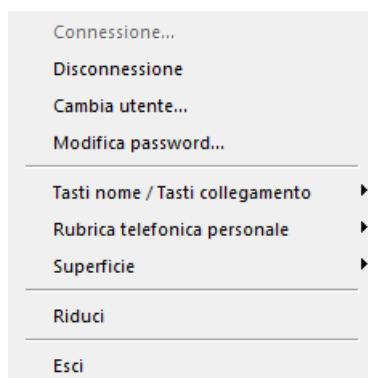 Connessione...
Disconnessione
Cambia utente...
Modifica password...
Tasti nome / Tasti collegamento
Rubrica telefonica personale
Superficie
Riduci
Esci